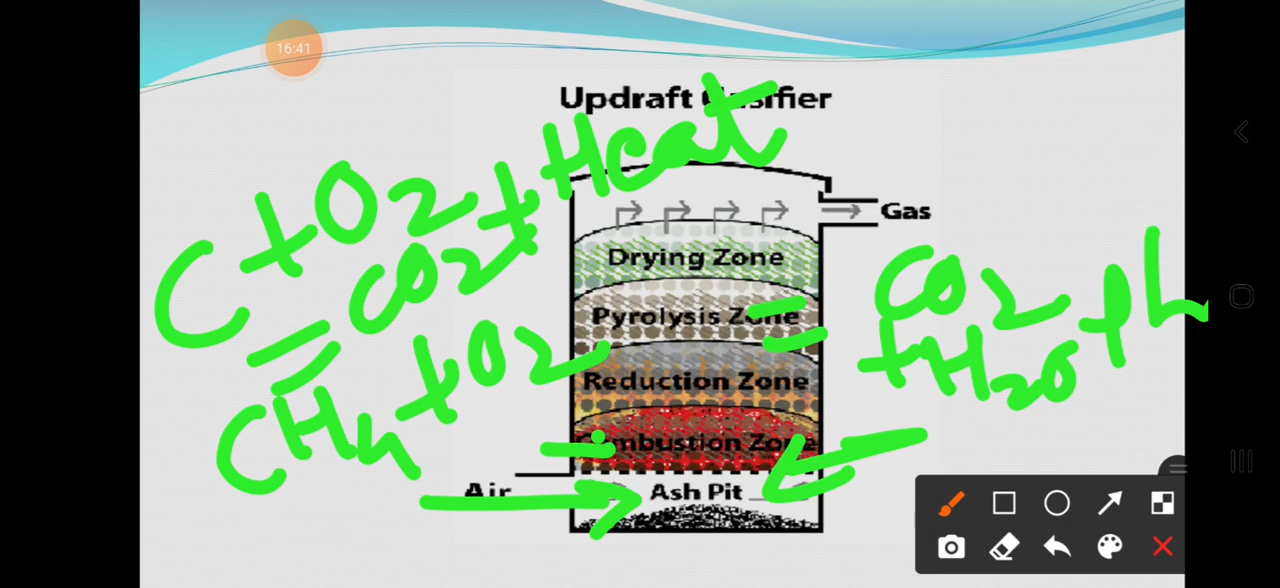 16:41
Updraft Gasifier
C + O2
= CO2 + Heat
Gas
Drying Zone
Pyrolysis Zone
CH4 + O2
= CO2
+ H2O +
Reduction Zone
Combustion Zone
Air
Ash Pit